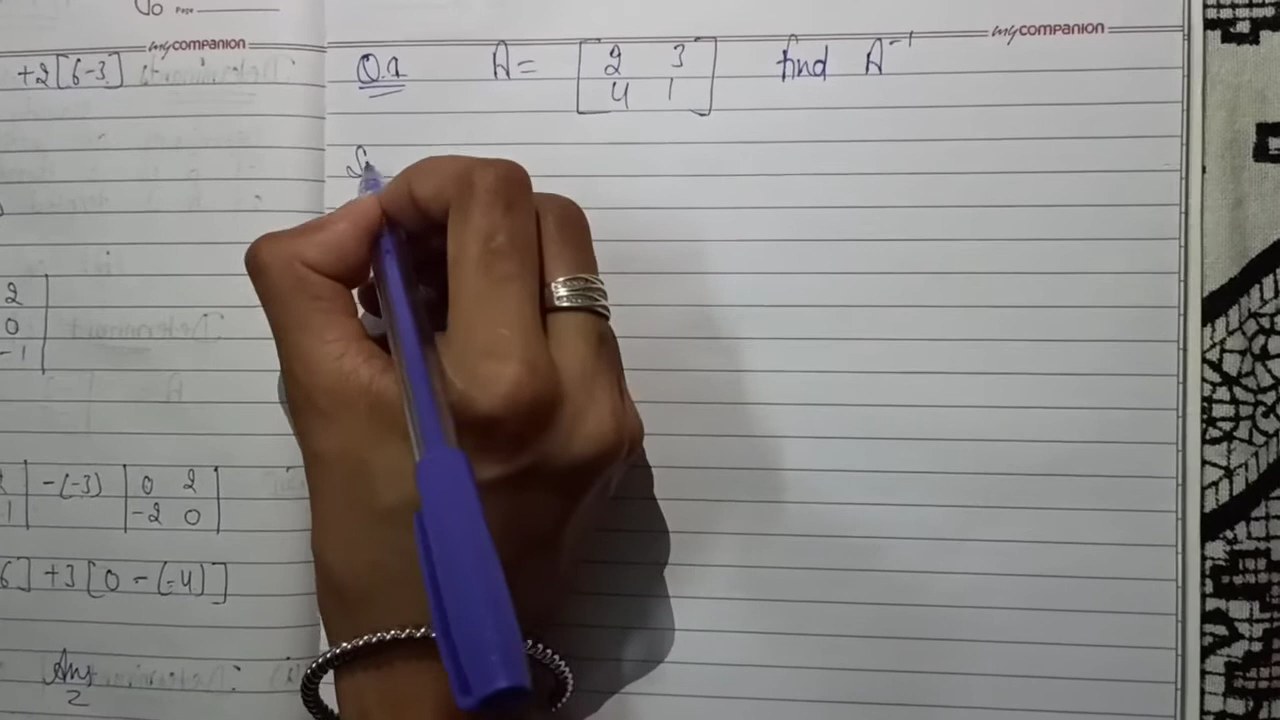 Page
mycompanion
+2[6-3]
2
0
-1
-(-3) | 0 2
-2 0
6] +3[0-(-4)]
Ans
2
mycompanion
Q.1 A = [2 3 find A⁻¹
4 1]
S